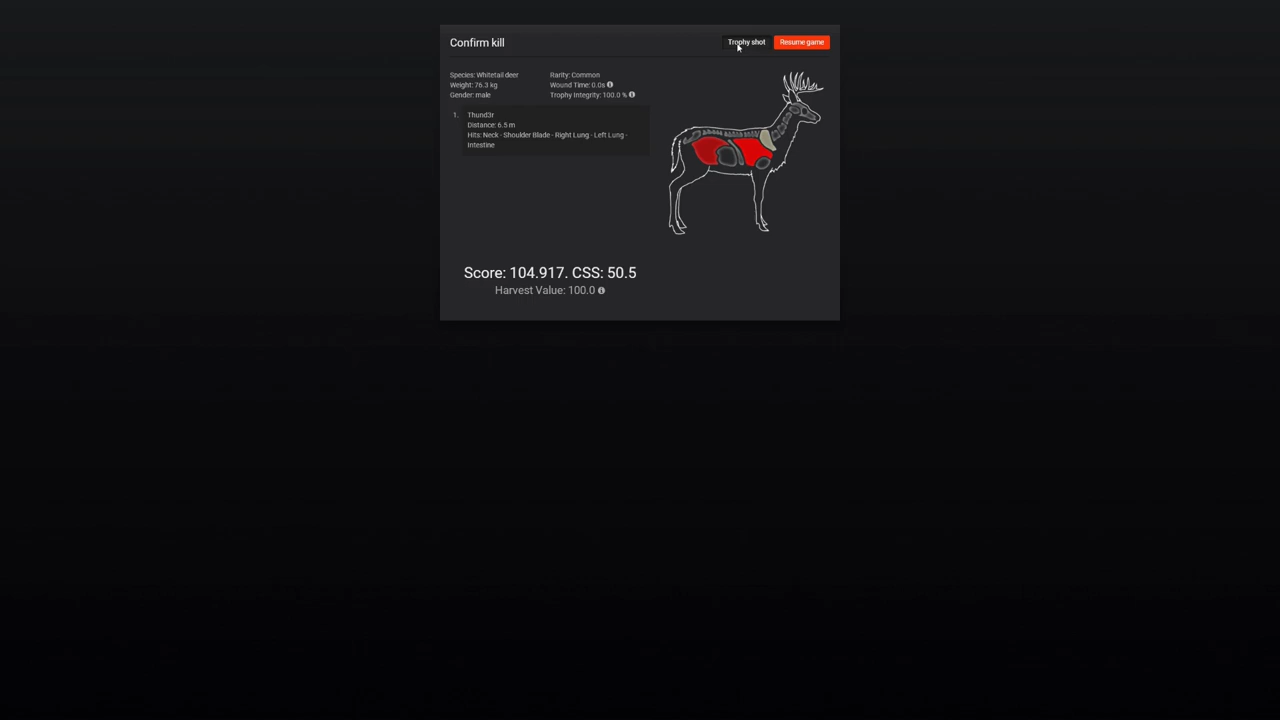 Confirm kill
Trophy shot
Resume game
Species: Whitetail deer
Rarity: Common
Weight: 76.3 kg
Wound Time: 0.0s
Gender: male
Trophy Integrity: 100.0 %
1. Thund3r
Distance: 6.5 m
Hits: Neck - Shoulder Blade - Right Lung - Left Lung -
Intestine
Score: 104.917. CSS: 50.5
Harvest Value: 100.0